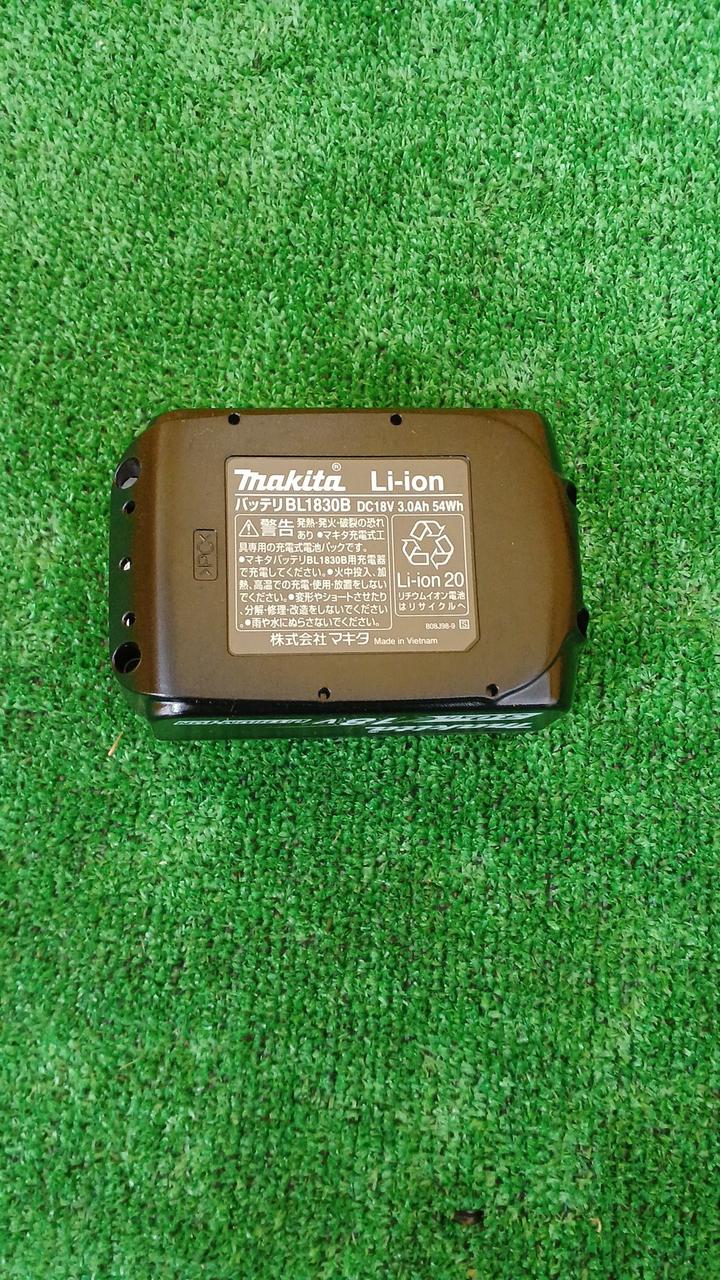 makita® Li-ion
バッテリBL1830B DC18V 3.0Ah 54Wh
警告 発熱・発火・破裂の恐れ
あり ●マキタ充電式工
具専用の充電式電池パックです。
●マキタバッテリBL1830B用充電器
で充電してください。●火中投入、加
熱、高温での充電・使用・放置をしない
でください。●変形やショートさせたり
、分解・修理・改造をしないでください
。●雨や水にぬらさないでください。
Li-ion 20
リチウムイオン電池
はリサイクルへ
808J98-9
株式会社マキタ Made in Vietnam
>PC<
makita
18V